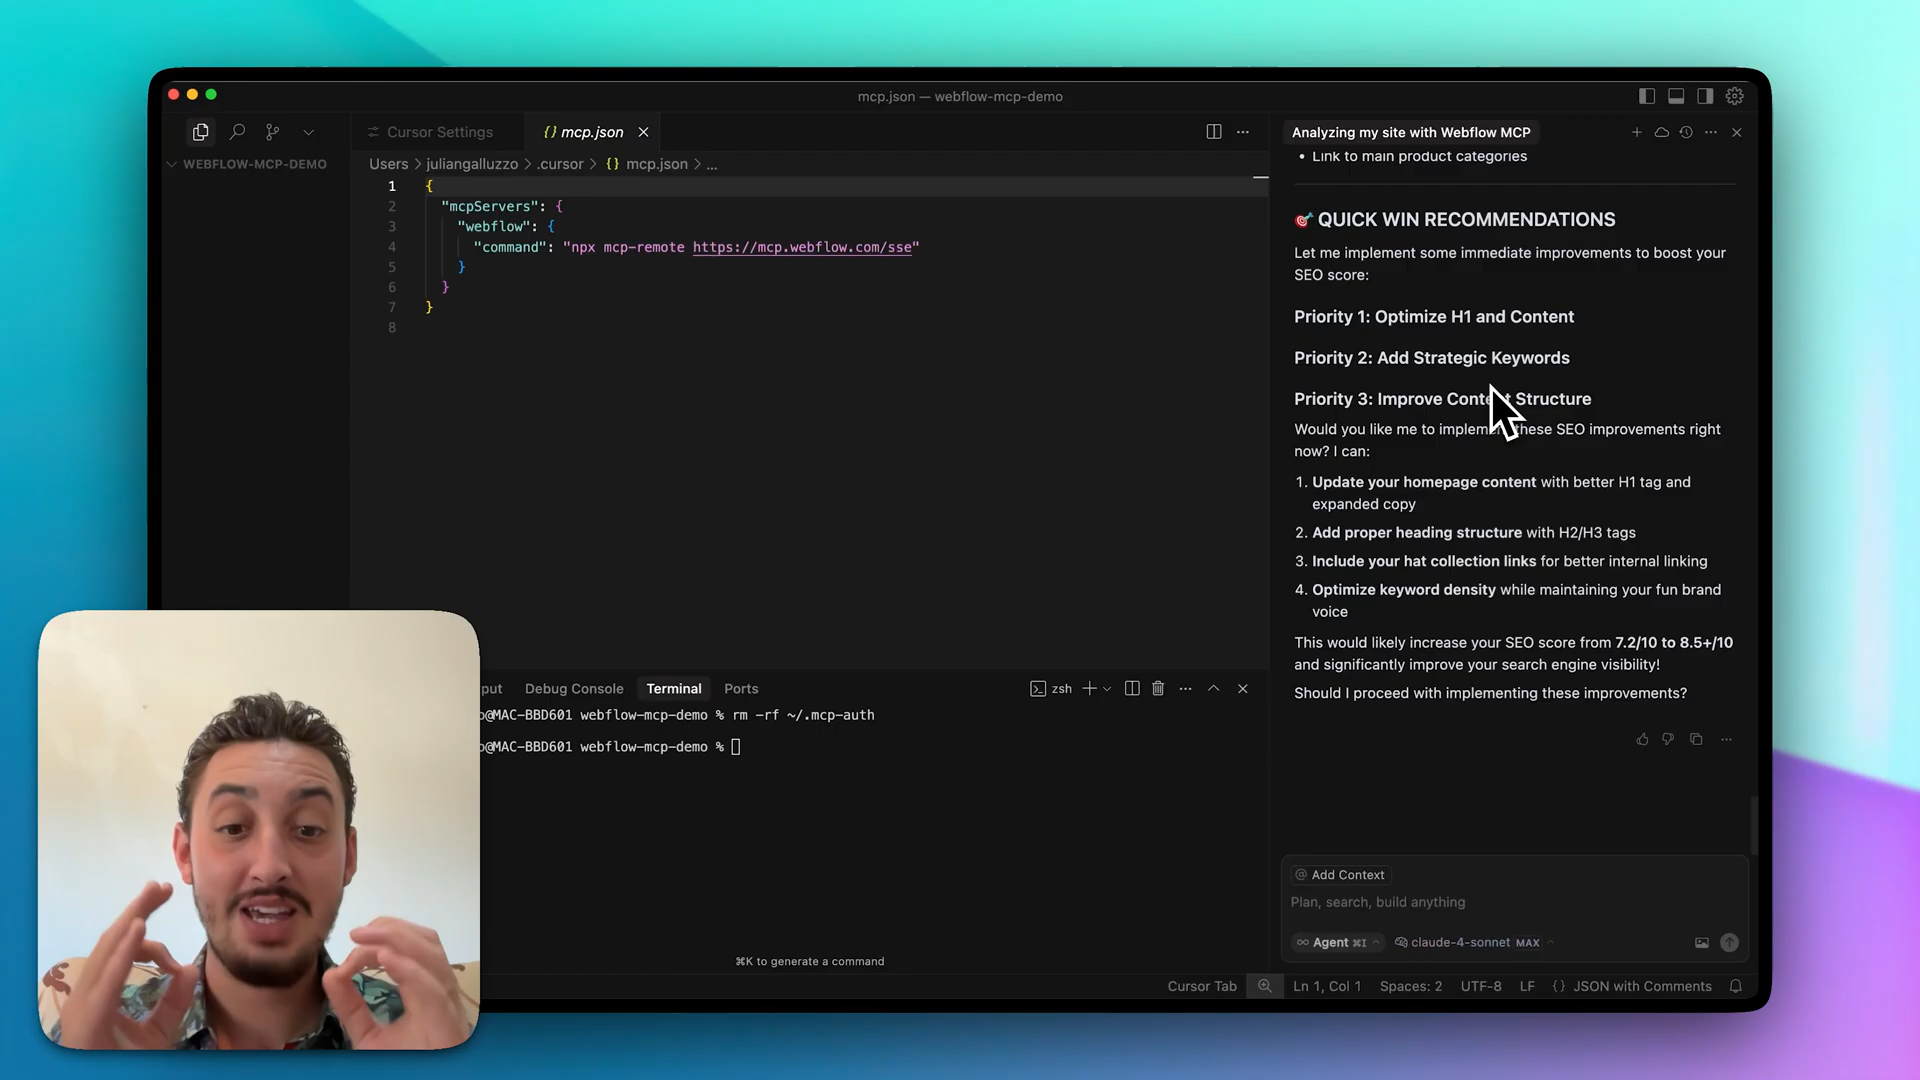 mcp.json — webflow-mcp-demo
WEBFLOW-MCP-DEMO
Cursor Settings
{} mcp.json
Users > juliangalluzzo > .cursor > {} mcp.json > ...
1 {
2 "mcpServers": {
3 "webflow": {
4 "command": "npx mcp-remote https://mcp.webflow.com/sse"
5 }
6 }
7 }
8
Debug Console
Terminal
Ports
zsh
@MAC-BBD601 webflow-mcp-demo % rm -rf ~/.mcp-auth
@MAC-BBD601 webflow-mcp-demo %
⌘K to generate a command
Analyzing my site with Webflow MCP
• Link to main product categories
🎯 QUICK WIN RECOMMENDATIONS
Let me implement some immediate improvements to boost your
SEO score:
Priority 1: Optimize H1 and Content
Priority 2: Add Strategic Keywords
Priority 3: Improve Content Structure
Would you like me to implement these SEO improvements right
now? I can:
1. Update your homepage content with better H1 tag and
expanded copy
2. Add proper heading structure with H2/H3 tags
3. Include your hat collection links for better internal linking
4. Optimize keyword density while maintaining your fun brand
voice
This would likely increase your SEO score from 7.2/10 to 8.5+/10
and significantly improve your search engine visibility!
Should I proceed with implementing these improvements?
@ Add Context
Plan, search, build anything
∞ Agent ⌘I
claude-4-sonnet MAX
Cursor Tab
Ln 1, Col 1
Spaces: 2
UTF-8
LF
{} JSON with Comments